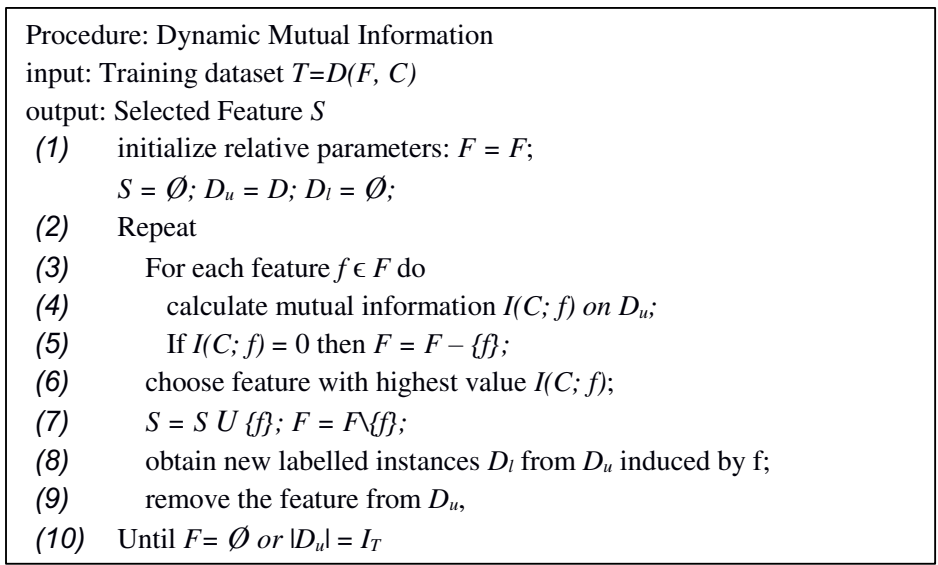 Procedure: Dynamic Mutual Information
input: Training dataset T=D(F, C)
output: Selected Feature S
(1) initialize relative parameters: F = F;
S = Ø; Dᵤ = D; Dₗ = Ø;
(2) Repeat
(3) For each feature f ϵ F do
(4) calculate mutual information I(C; f) on Dᵤ;
(5) If I(C; f) = 0 then F = F – {f};
(6) choose feature with highest value I(C; f);
(7) S = S U {f}; F = F\{f};
(8) obtain new labelled instances Dₗ from Dᵤ induced by f;
(9) remove the feature from Dᵤ,
(10) Until F= Ø or |Dᵤ| = I_T